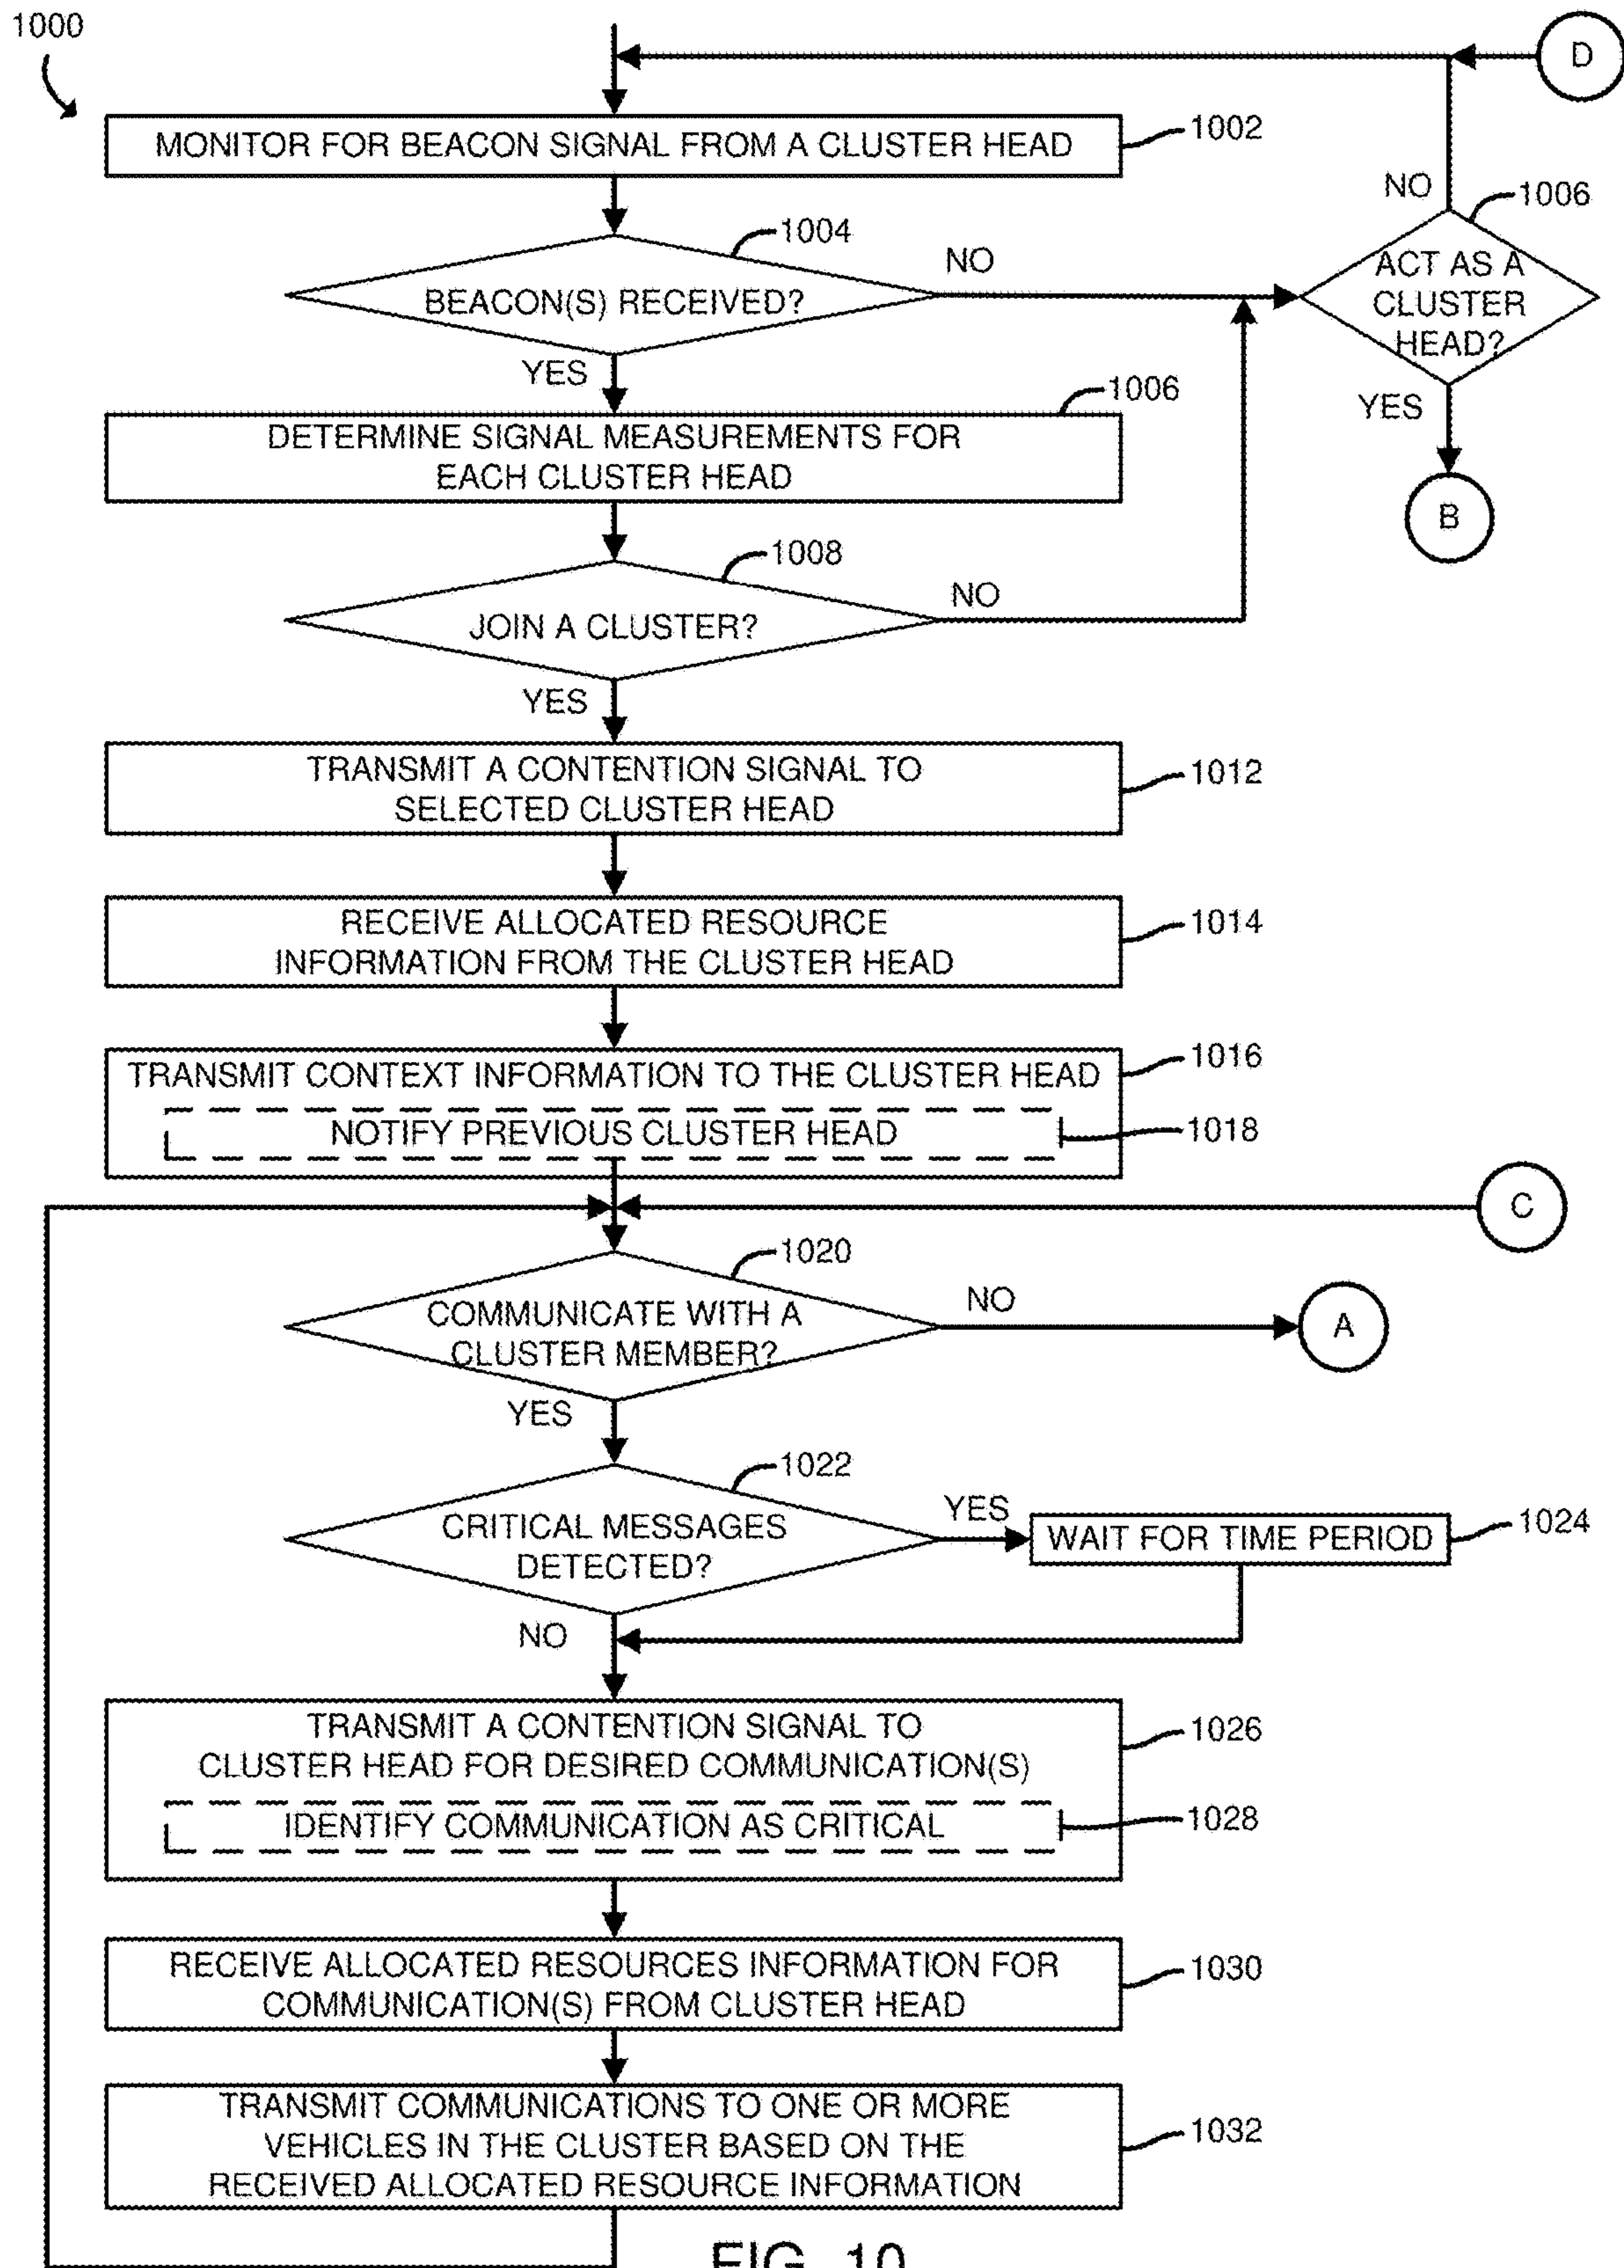 1000
D
MONITOR FOR BEACON SIGNAL FROM A CLUSTER HEAD
1002
NO
1006
1004
NO
BEACON(S) RECEIVED?
ACT AS A
CLUSTER
HEAD?
YES
YES
1006
DETERMINE SIGNAL MEASUREMENTS FOR
EACH CLUSTER HEAD
B
1008
NO
JOIN A CLUSTER?
YES
TRANSMIT A CONTENTION SIGNAL TO
SELECTED CLUSTER HEAD
1012
RECEIVE ALLOCATED RESOURCE
INFORMATION FROM THE CLUSTER HEAD
1014
TRANSMIT CONTEXT INFORMATION TO THE CLUSTER HEAD
1016
NOTIFY PREVIOUS CLUSTER HEAD
1018
C
1020
COMMUNICATE WITH A
CLUSTER MEMBER?
NO
A
YES
1022
CRITICAL MESSAGES
DETECTED?
YES
WAIT FOR TIME PERIOD
1024
NO
TRANSMIT A CONTENTION SIGNAL TO
CLUSTER HEAD FOR DESIRED COMMUNICATION(S)
1026
IDENTIFY COMMUNICATION AS CRITICAL
1028
RECEIVE ALLOCATED RESOURCES INFORMATION FOR
COMMUNICATION(S) FROM CLUSTER HEAD
1030
TRANSMIT COMMUNICATIONS TO ONE OR MORE
VEHICLES IN THE CLUSTER BASED ON THE
RECEIVED ALLOCATED RESOURCE INFORMATION
1032
FIG. 10